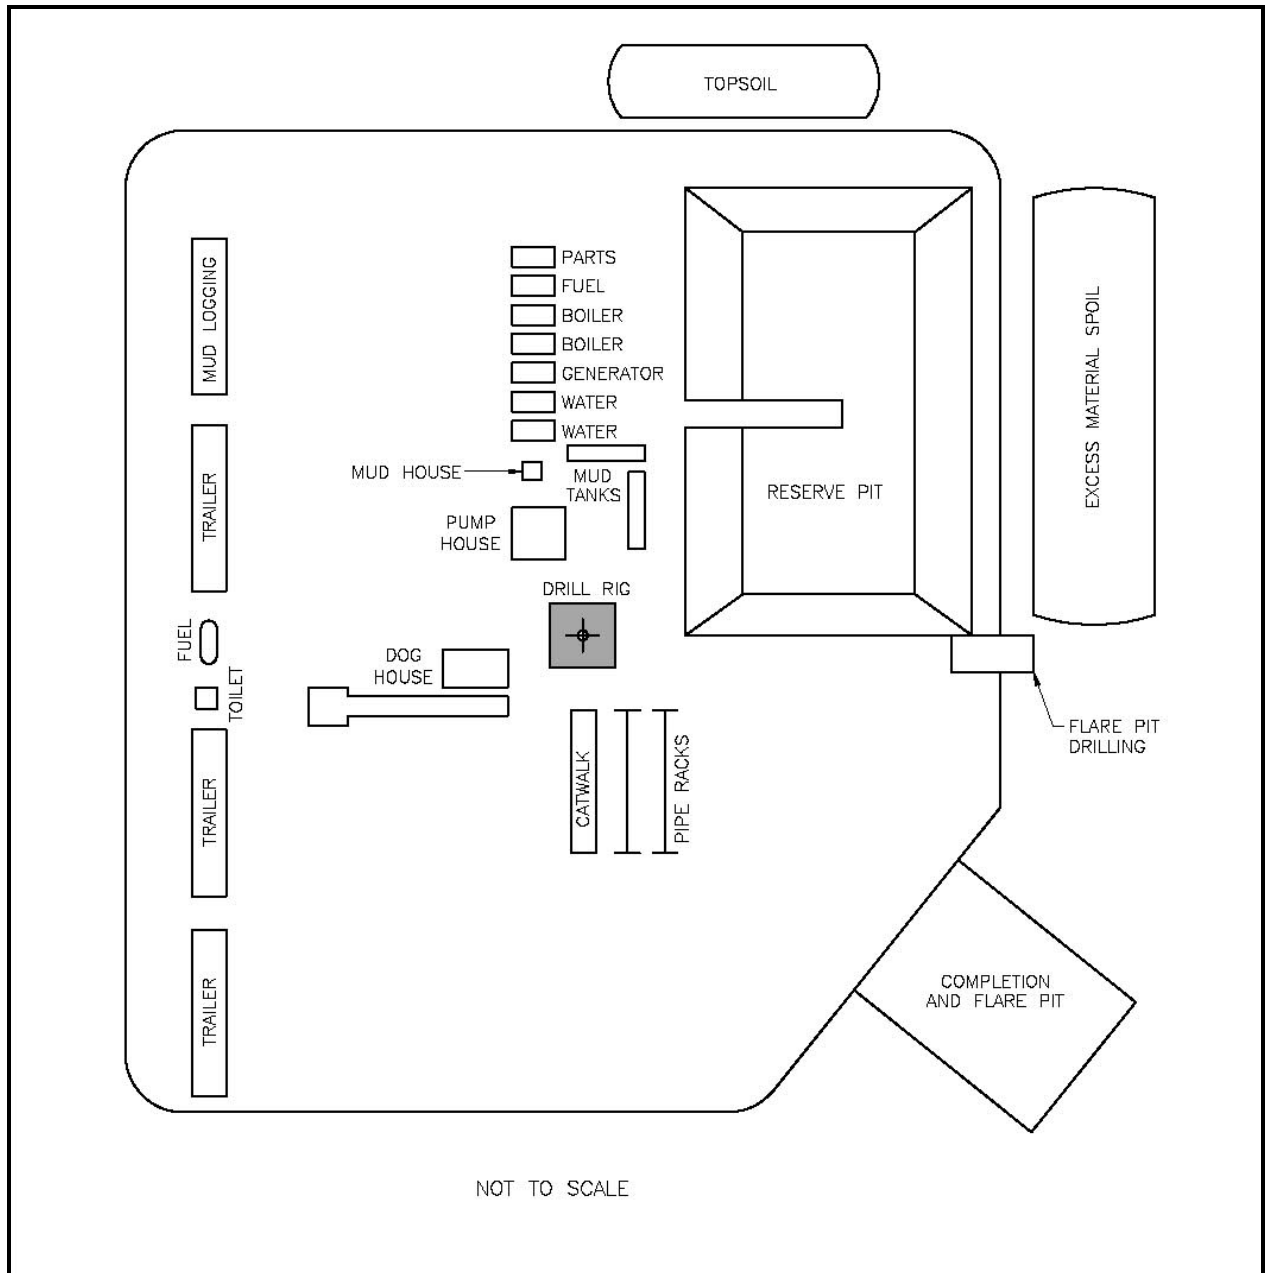 TOPSOIL
MUD LOGGING
PARTS
FUEL
BOILER
BOILER
GENERATOR
WATER
WATER
EXCESS MATERIAL SPOIL
TRAILER
MUD HOUSE
MUD
TANKS
RESERVE PIT
PUMP
HOUSE
DRILL RIG
FUEL
DOG
HOUSE
TOILET
FLARE PIT
DRILLING
TRAILER
CATWALK
PIPE RACKS
COMPLETION
AND FLARE PIT
TRAILER
NOT TO SCALE